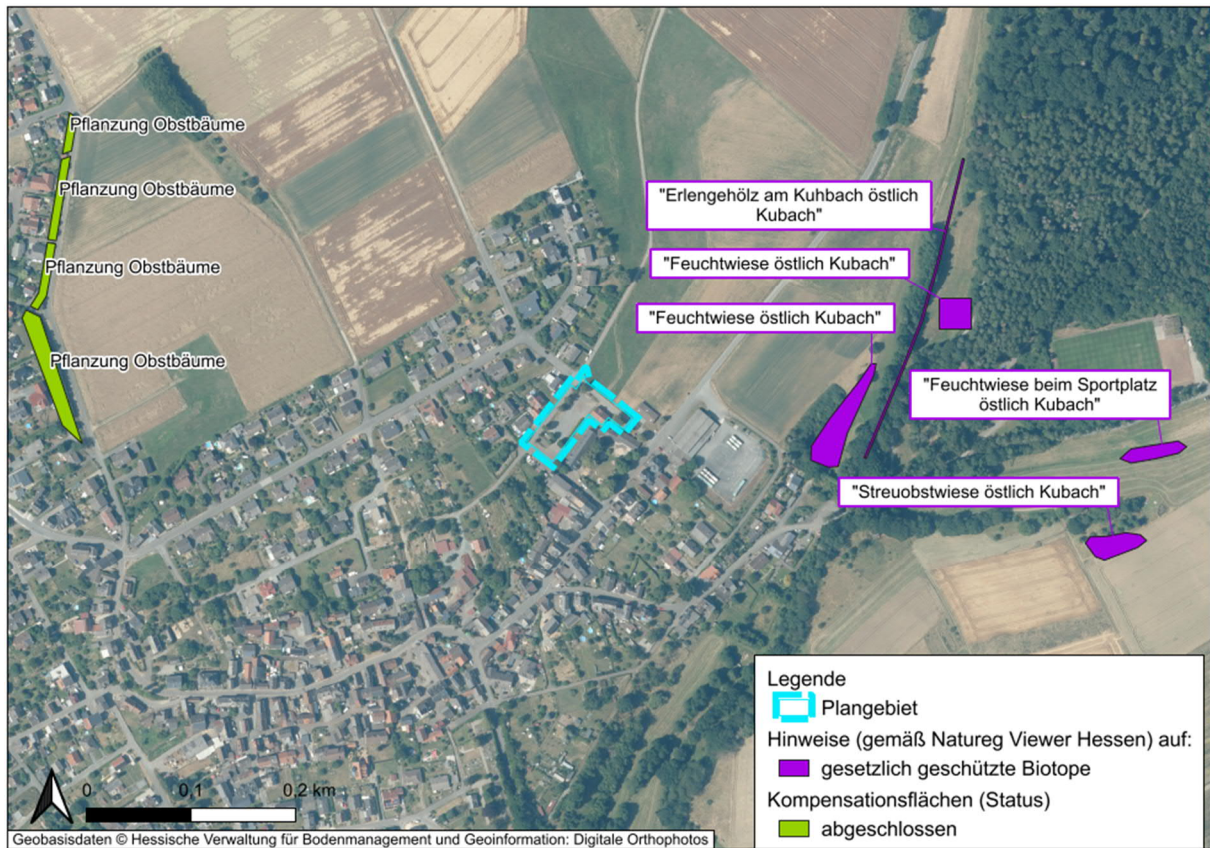 Pflanzung Obstbäume
Pflanzung Obstbäume
Pflanzung Obstbäume
Pflanzung Obstbäume
"Erlengehölz am Kuhbach östlich
Kubach"
"Feuchtwiese östlich Kubach"
"Feuchtwiese östlich Kubach"
"Feuchtwiese beim Sportplatz
östlich Kubach"
"Streuobstwiese östlich Kubach"
Legende
Plangebiet
Hinweise (gemäß Natureg Viewer Hessen) auf:
gesetzlich geschützte Biotope
Kompensationsflächen (Status)
abgeschlossen
0 0,1 0,2 km
Geobasisdaten © Hessische Verwaltung für Bodenmanagement und Geoinformation: Digitale Orthophotos